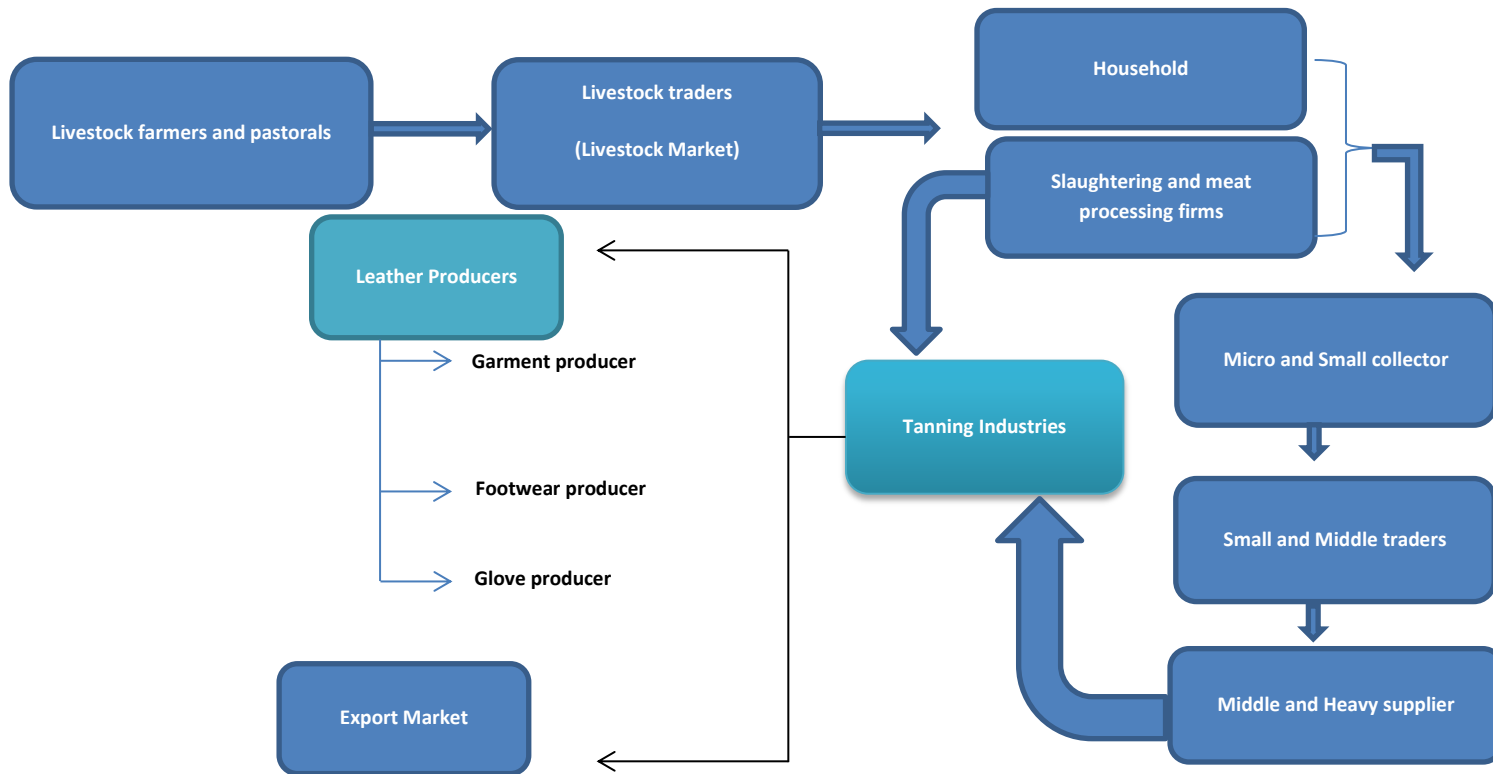 Livestock farmers and pastorals
Livestock traders
(Livestock Market)
Household
Slaughtering and meat
processing firms
Leather Producers
Garment producer
Footwear producer
Glove producer
Export Market
Tanning Industries
Micro and Small collector
Small and Middle traders
Middle and Heavy supplier